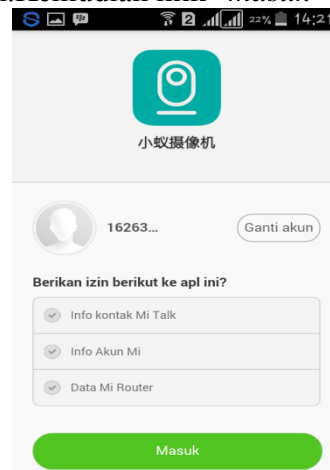 2 22% 14:21
小蚁摄像机
16263... Ganti akun
Berikan izin berikut ke apl ini?
Info kontak Mi Talk
Info Akun Mi
Data Mi Router
Masuk